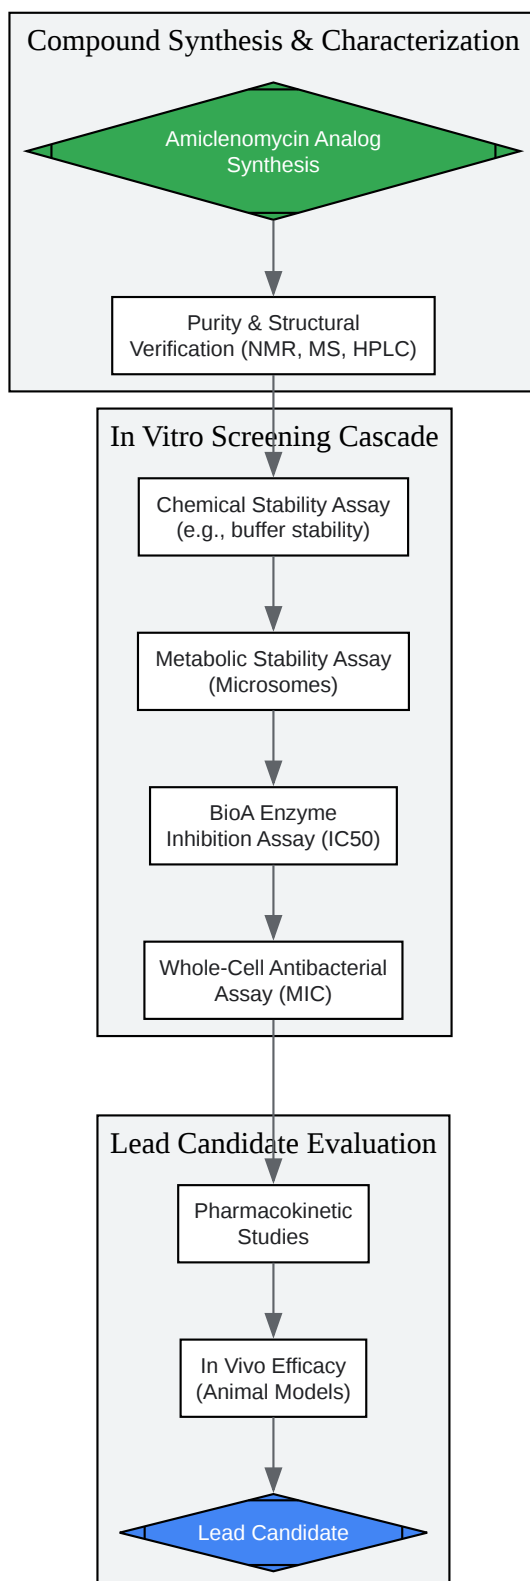 Compound Synthesis & Characterization
Amiclenomycin Analog
Synthesis
Purity & Structural
Verification (NMR, MS, HPLC)
In Vitro Screening Cascade
Chemical Stability Assay
(e.g., buffer stability)
Metabolic Stability Assay
(Microsomes)
BioA Enzyme
Inhibition Assay (IC50)
Whole-Cell Antibacterial
Assay (MIC)
Lead Candidate Evaluation
Pharmacokinetic
Studies
In Vivo Efficacy
(Animal Models)
Lead Candidate